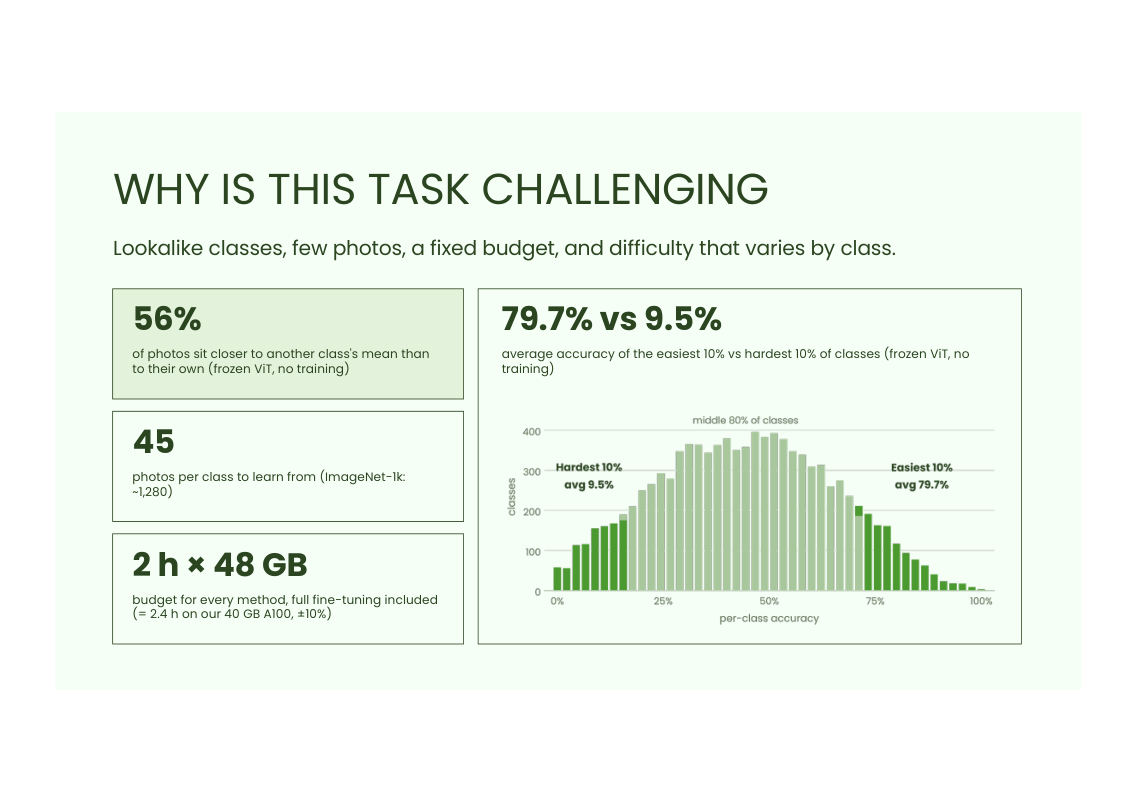 WHY IS THIS TASK CHALLENGING
Lookalike classes, few photos, a fixed budget, and difficulty that varies by class.
56%
of photos sit closer to another class's mean than
to their own (frozen ViT, no training)
45
photos per class to learn from (ImageNet-1k:
~1,280)
2 h × 48 GB
budget for every method, full fine-tuning included
(= 2.4 h on our 40 GB A100, ±10%)
79.7% vs 9.5%
average accuracy of the easiest 10% vs hardest 10% of classes (frozen ViT, no
training)
middle 80% of classes
400
300
200
100
0
classes
Hardest 10%
avg 9.5%
Easiest 10%
avg 79.7%
0%
25%
50%
75%
100%
per-class accuracy